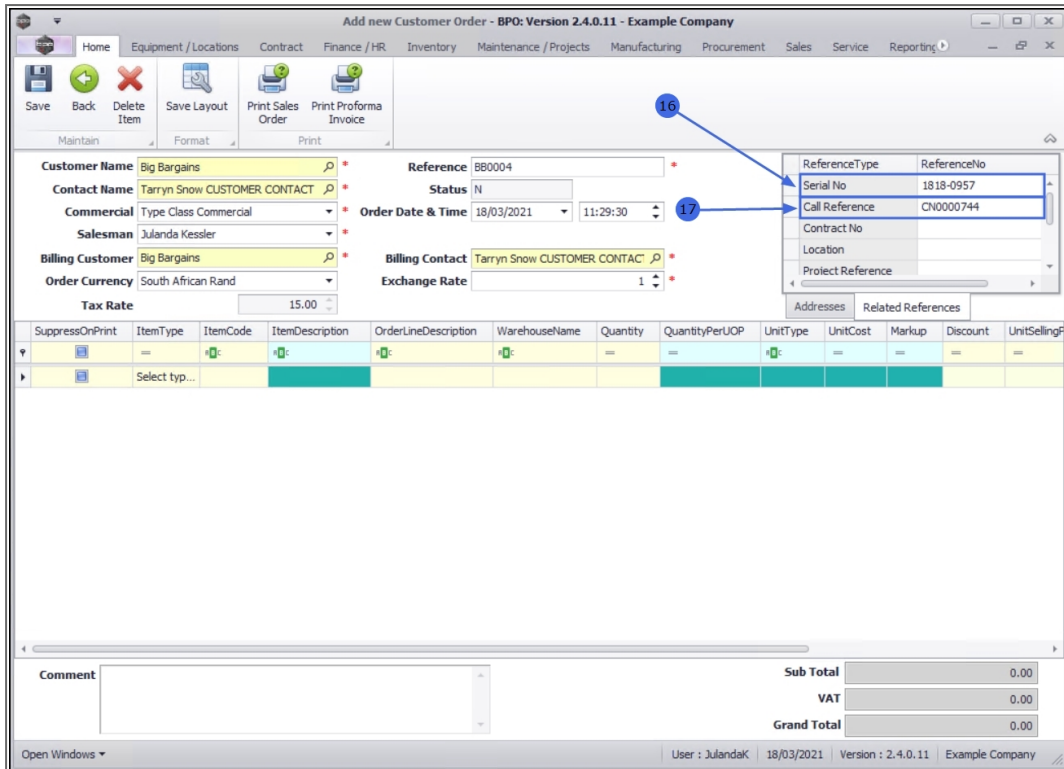 Add new Customer Order - BPO: Version 2.4.0.11 - Example Company
Home Equipment / Locations Contract Finance / HR Inventory Maintenance / Projects Manufacturing Procurement Sales Service Reporting
Save Back Delete Item Save Layout Print Sales Order Print Proforma Invoice
Maintain Format Print
16
Customer Name Big Bargains * Reference BB0004 *
Contact Name Tarryn Snow CUSTOMER CONTACT * Status N
Commercial Type Class Commercial * Order Date & Time 18/03/2021 11:29:30
Salesman Julanda Kessler *
Billing Customer Big Bargains * Billing Contact Tarryn Snow CUSTOMER CONTAC *
Order Currency South African Rand Exchange Rate 1 *
Tax Rate 15.00
17
ReferenceType ReferenceNo
Serial No 1818-0957
Call Reference CN0000744
Contract No
Location
Project Reference
Addresses Related References
SuppressOnPrint ItemType ItemCode ItemDescription OrderLineDescription WarehouseName Quantity QuantityPerUOP UnitType UnitCost Markup Discount UnitSellingP
= = = = = = =
Select typ...
Comment
Sub Total 0.00
VAT 0.00
Grand Total 0.00
Open Windows User : JulandaK 18/03/2021 Version : 2.4.0.11 Example Company